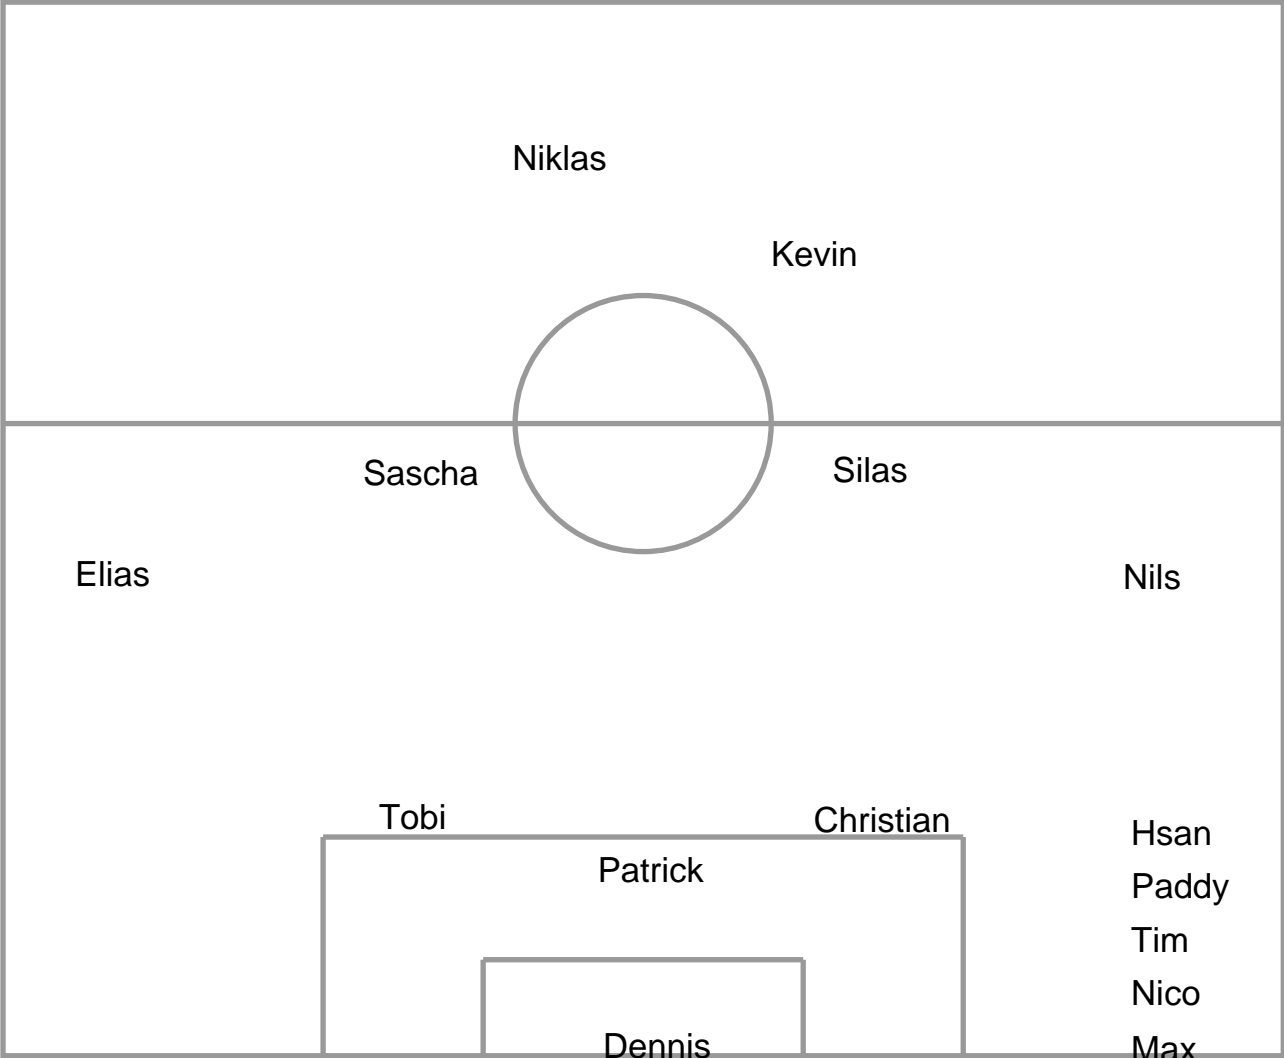 Niklas
Kevin
Sascha
Silas
Elias
Nils
Tobi
Christian
Hsan
Patrick
Paddy
Tim
Nico
Dennis
Max